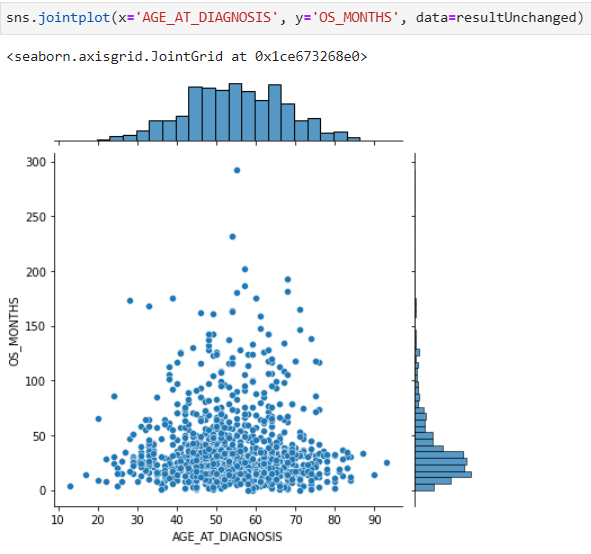 sns.jointplot(x='AGE_AT_DIAGNOSIS', y='OS_MONTHS', data=resultUnchanged)
<seaborn.axisgrid.JointGrid at 0x1ce673268e0>
300
250
200
150
100
50
0
OS_MONTHS
10 20 30 40 50 60 70 80 90
AGE_AT_DIAGNOSIS